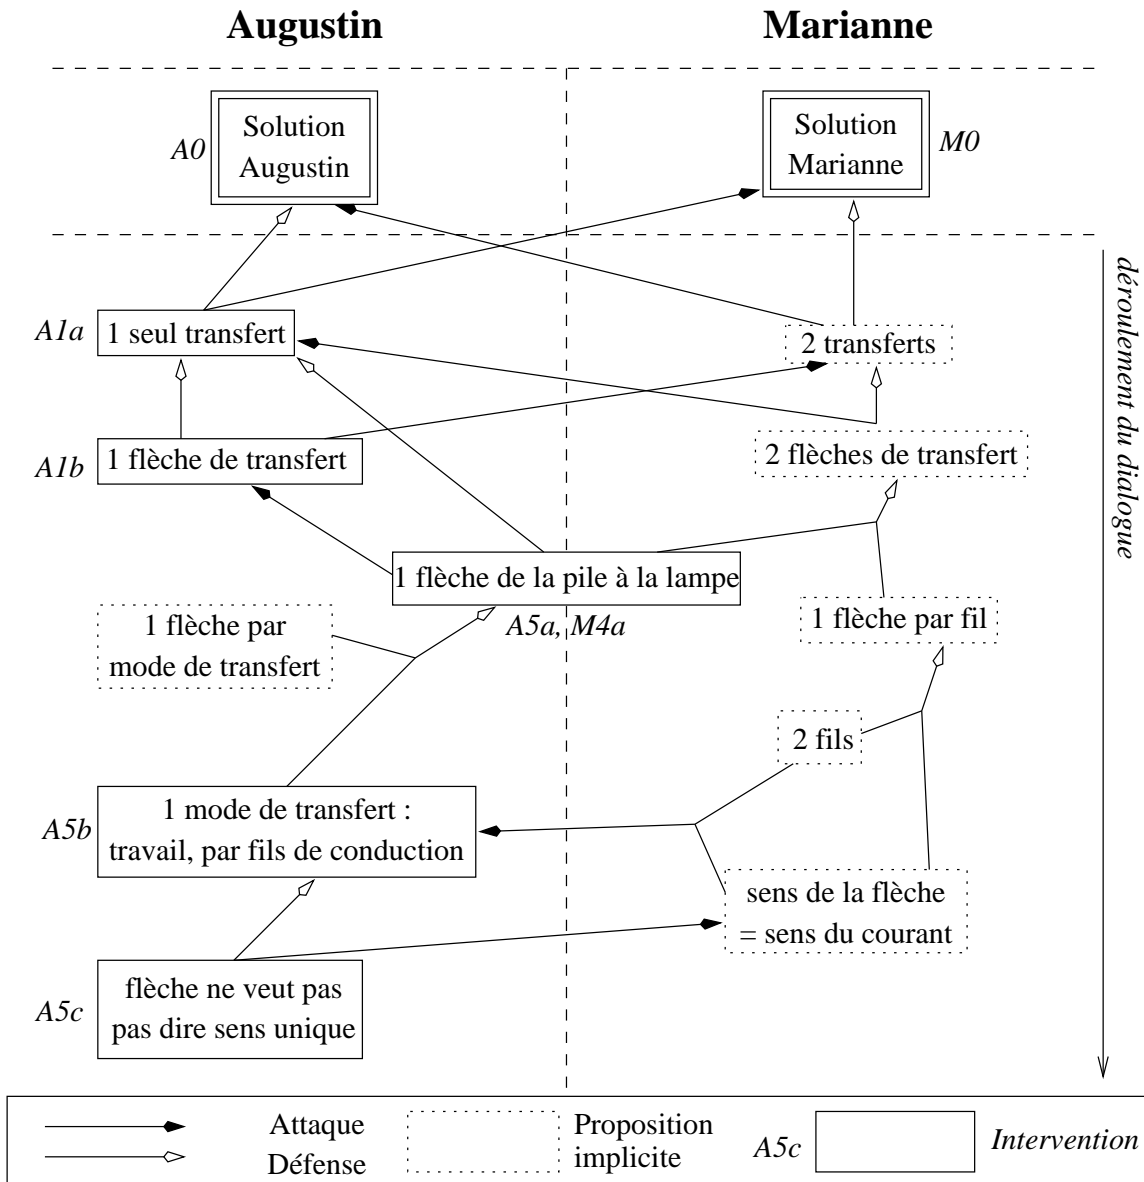 Augustin
Marianne
A0
Solution
Augustin
Solution
Marianne
M0
déroulement du dialogue
A1a
1 seul transfert
2 transferts
A1b
1 flèche de transfert
2 flèches de transfert
1 flèche de la pile à la lampe
A5a, M4a
1 flèche par
mode de transfert
1 flèche par fil
2 fils
A5b
1 mode de transfert :
travail, par fils de conduction
sens de la flèche
= sens du courant
A5c
flèche ne veut pas
pas dire sens unique
Attaque
Défense
Proposition
implicite
A5c
Intervention